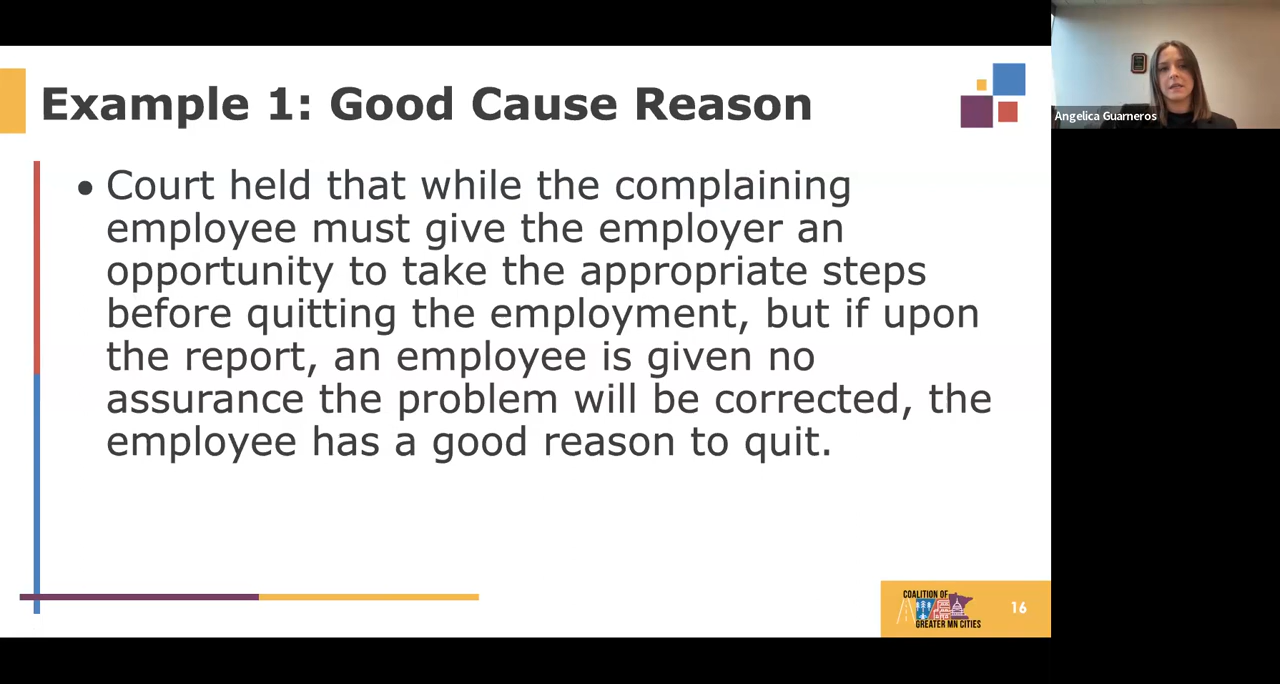 Example 1: Good Cause Reason
• Court held that while the complaining
employee must give the employer an
opportunity to take the appropriate steps
before quitting the employment, but if upon
the report, an employee is given no
assurance the problem will be corrected, the
employee has a good reason to quit.
COALITION OF
GREATER MN CITIES
16
Angelica Guarneros